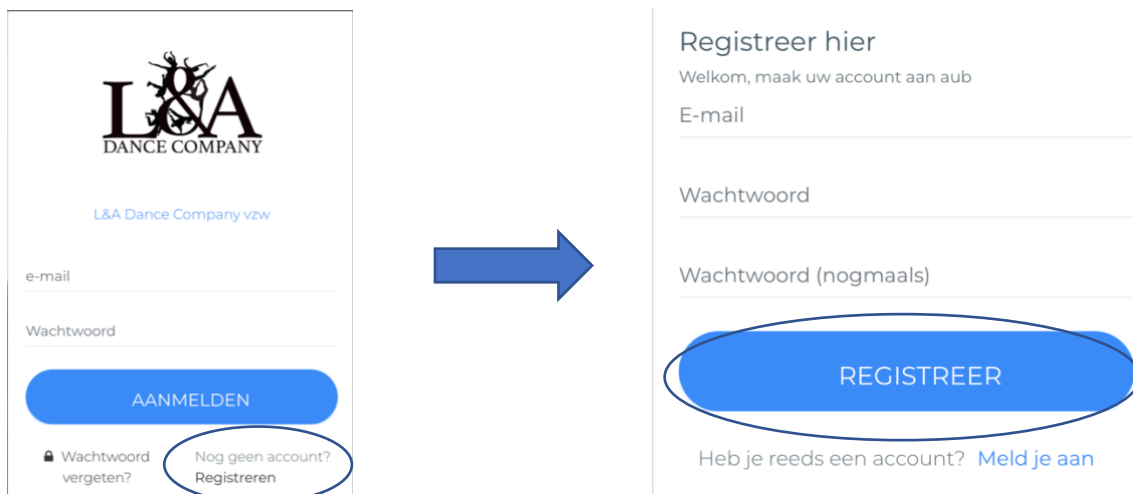 L&A
DANCE COMPANY
L&A Dance Company vzw
e-mail
Wachtwoord
AANMELDEN
Wachtwoord
vergeten?
Nog geen account?
Registreren
Registreer hier
Welkom, maak uw account aan aub
E-mail
Wachtwoord
Wachtwoord (nogmaals)
REGISTREER
Heb je reeds een account? Meld je aan